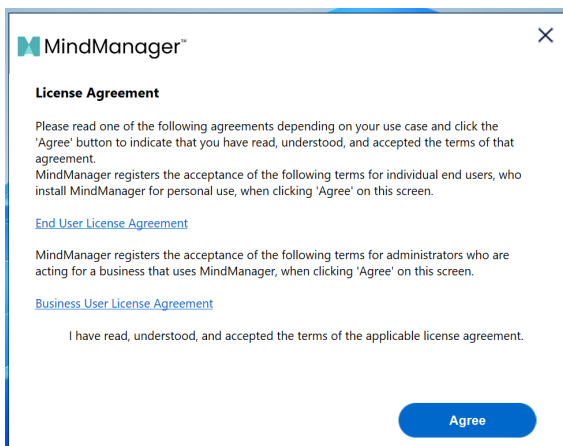 MindManager™
License Agreement
Please read one of the following agreements depending on your use case and click the
'Agree' button to indicate that you have read, understood, and accepted the terms of that
agreement.
MindManager registers the acceptance of the following terms for individual end users, who
install MindManager for personal use, when clicking 'Agree' on this screen.
End User License Agreement
MindManager registers the acceptance of the following terms for administrators who are
acting for a business that uses MindManager, when clicking 'Agree' on this screen.
Business User License Agreement
I have read, understood, and accepted the terms of the applicable license agreement.
Agree